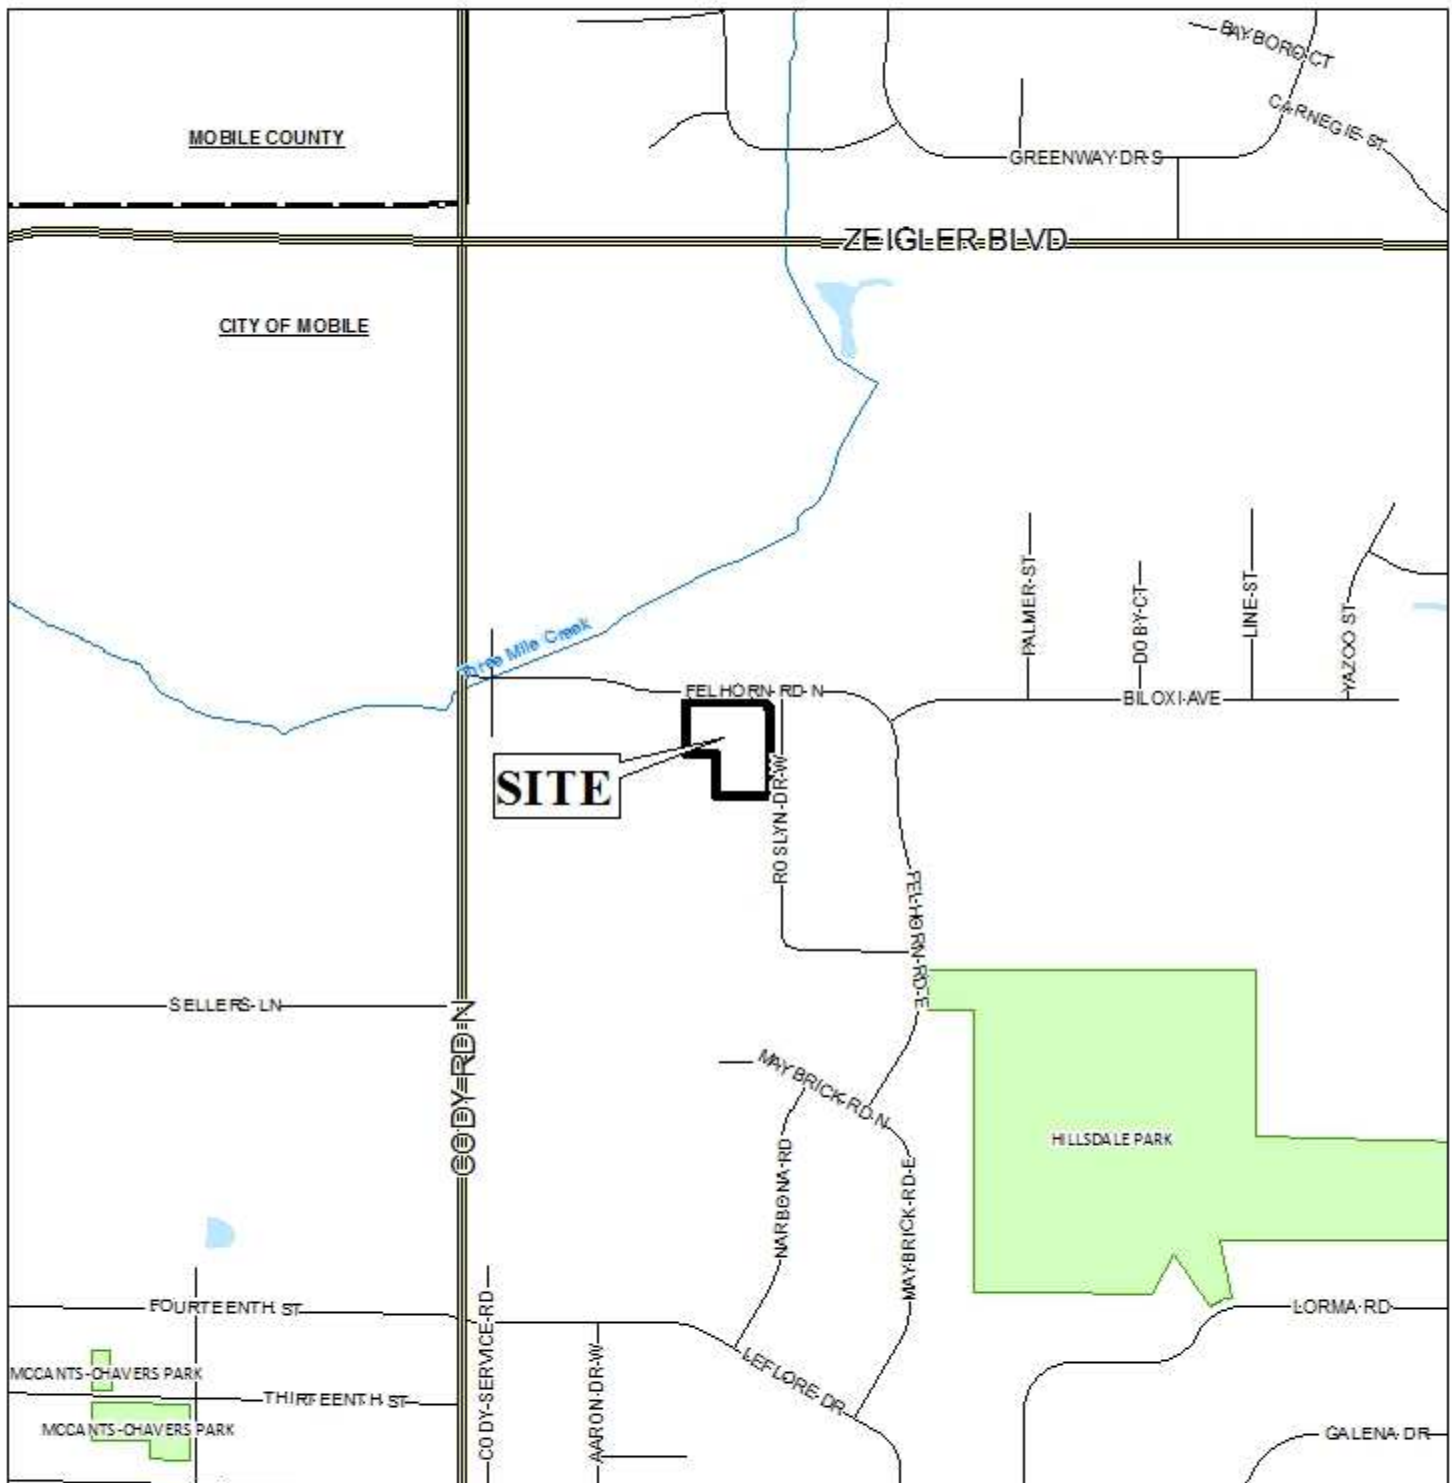 BAYBORO CT
CARNEGIE ST
MOBILE COUNTY
GREENWAY DR S
ZEIGLER BLVD
CITY OF MOBILE
PALMER ST
DOBY CT
LINE ST
YAZOO ST
Three Mile Creek
FELHORN RD N
BILOXI AVE
SITE
ROSLYN DR W
FELHORN RD E
SELLERS LN
CODY RD N
MAYBRICK RD N
HILLSDALE PARK
NARBONA RD
MAYBRICK RD E
FOURTEENTH ST
LORMA RD
CODY SERVICE RD
AARON DR W
LEFLORE DR
MCCANTS-CHAVERS PARK
THIRTEENTH ST
MCCANTS-CHAVERS PARK
GALENA DR